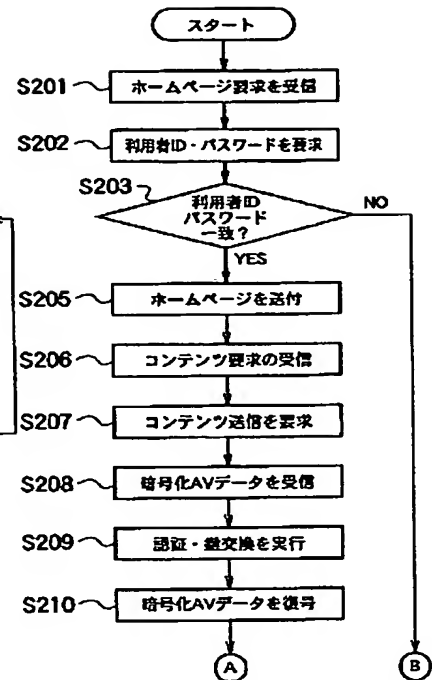 スタート
S201 ホームページ要求を受信
S202 利用者ID・パスワードを要求
S203
利用者ID
パスワード
一致?
NO
YES
S205 ホームページを送付
S206 コンテンツ要求の受信
S207 コンテンツ送信を要求
S208 暗号化AVデータを受信
S209 認証・鍵交換を実行
S210 暗号化AVデータを復号
A
B